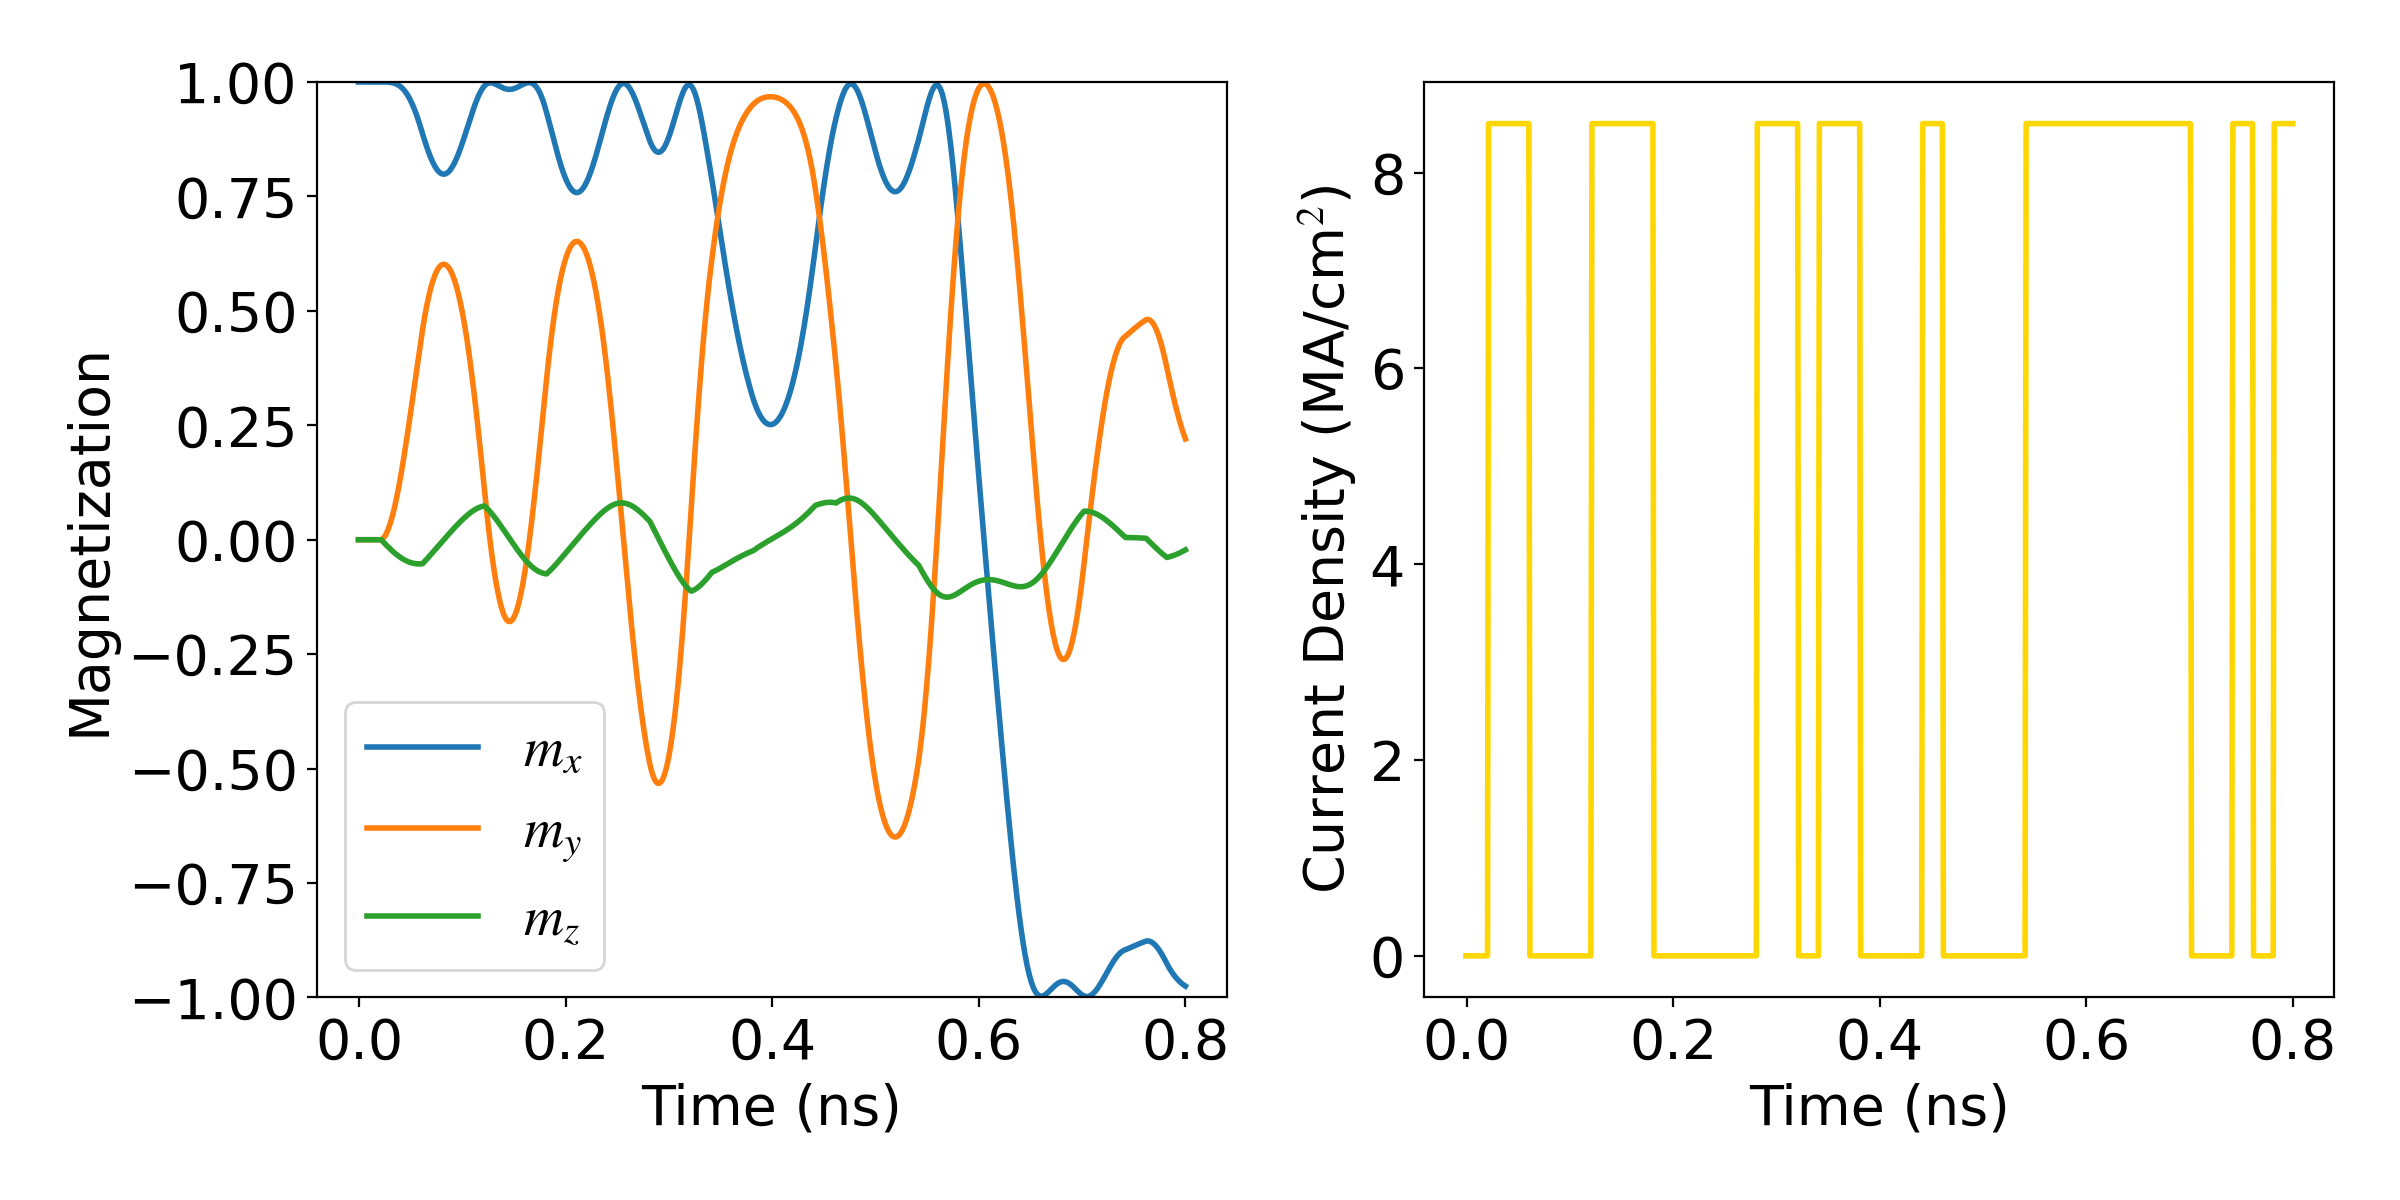 1.00
0.75
0.50
0.25
0.00
−0.25
−0.50
−0.75
−1.00
Magnetization
m_x
m_y
m_z
0.0 0.2 0.4 0.6 0.8
Time (ns)
8
6
4
2
0
Current Density (MA/cm²)
0.0 0.2 0.4 0.6 0.8
Time (ns)